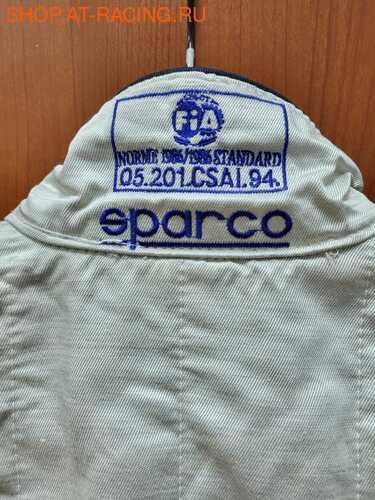 SHOP.AT-RACING.RU
FiA
NORME 1986/1986 STANDARD
05.201.CSAI.94.
sparco